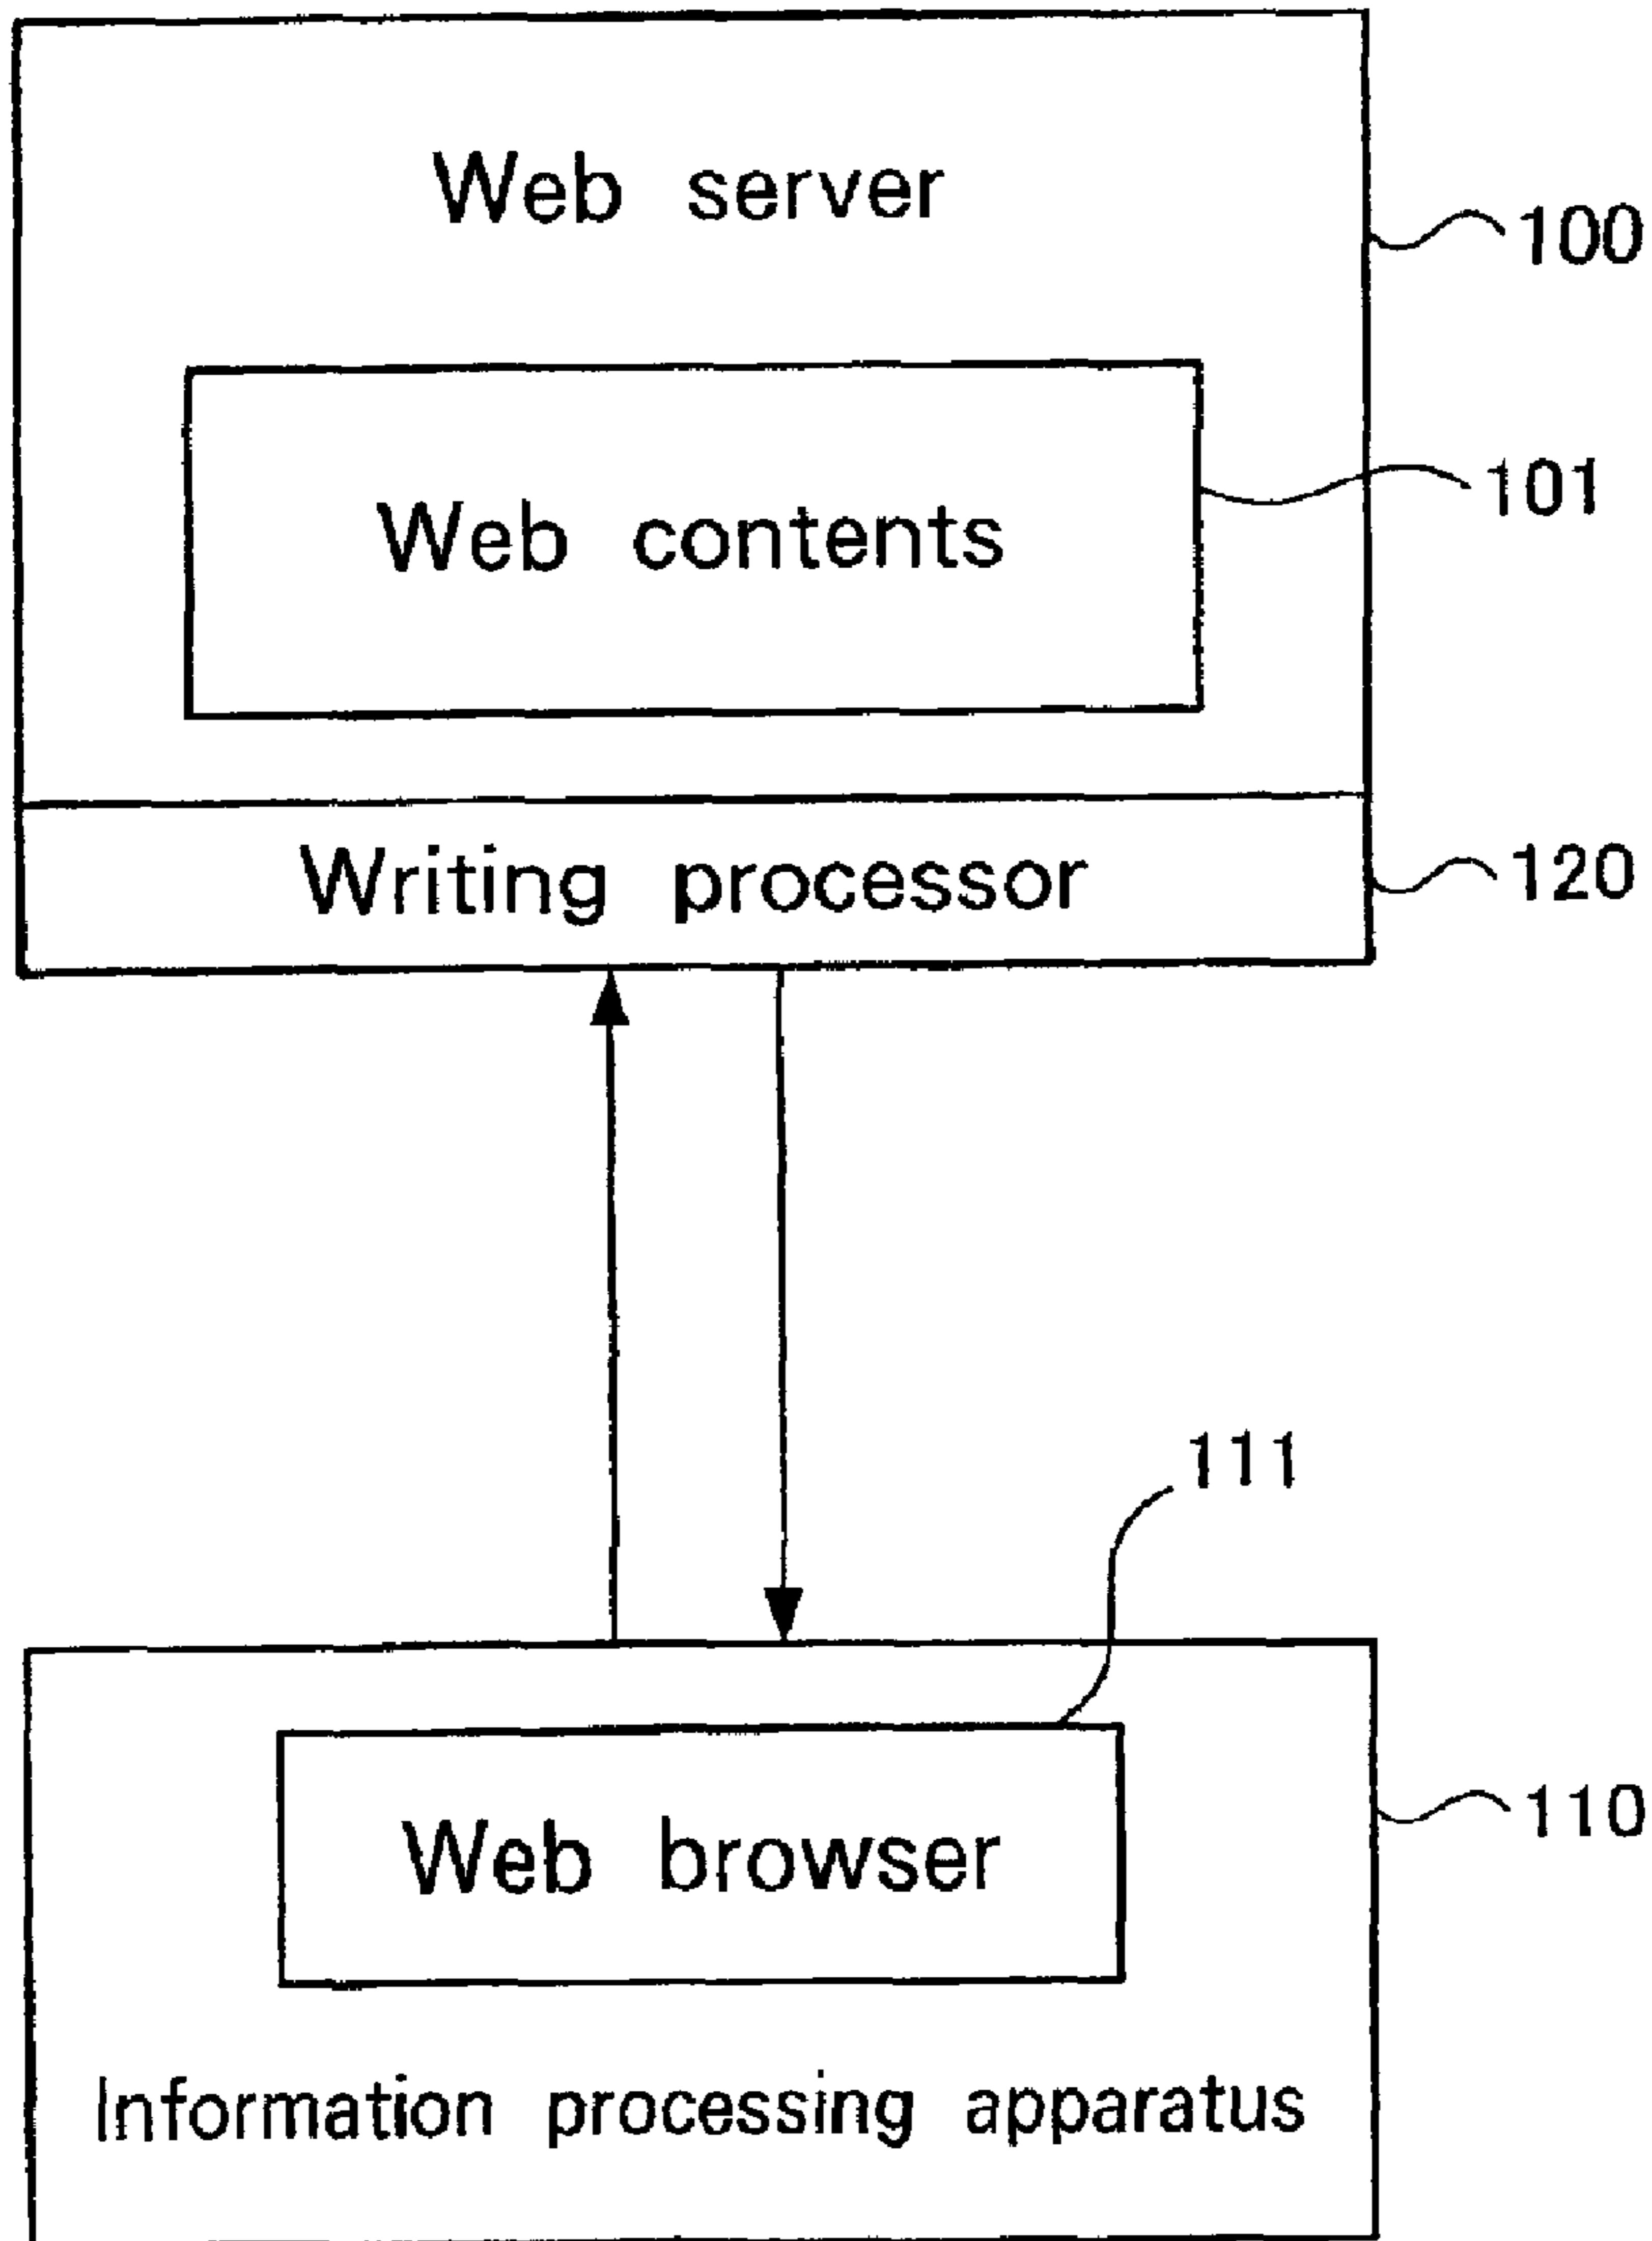 Web server
100
Web contents
101
Writing processor
120
111
Web browser
110
Information processing apparatus